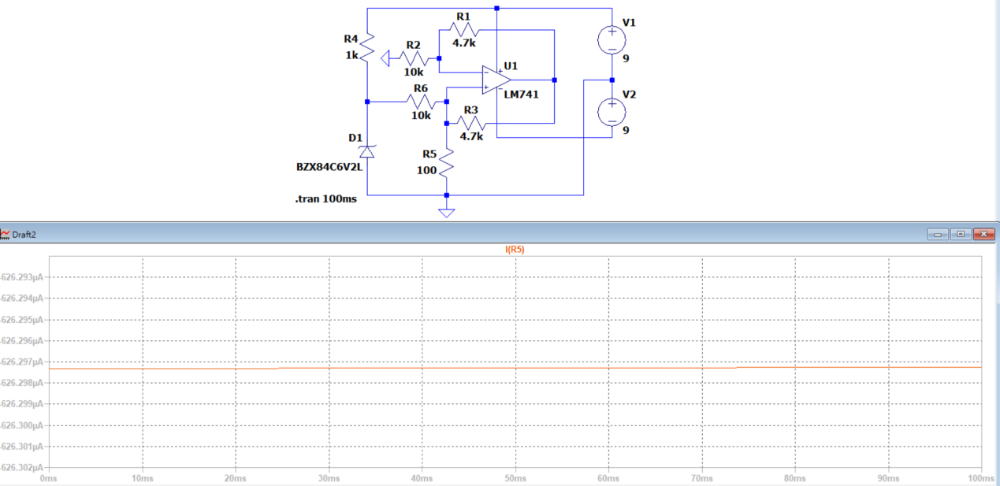 R1
4.7k
V1
9
R4
1k
R2
10k
U1
LM741
R6
10k
V2
9
R3
4.7k
D1
BZX84C6V2L
R5
100
.tran 100ms
Draft2
I(R5)
-626.293µA
-626.294µA
-626.295µA
-626.296µA
-626.297µA
-626.298µA
-626.299µA
-626.300µA
-626.301µA
-626.302µA
0ms 10ms 20ms 30ms 40ms 50ms 60ms 70ms 80ms 90ms 100ms